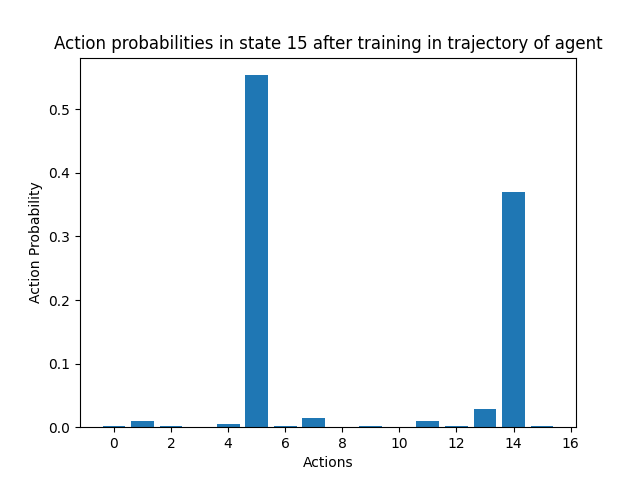 Action probabilities in state 15 after training in trajectory of agent
0.5
0.4
0.3
0.2
0.1
0.0
Action Probability
0 2 4 6 8 10 12 14 16
Actions